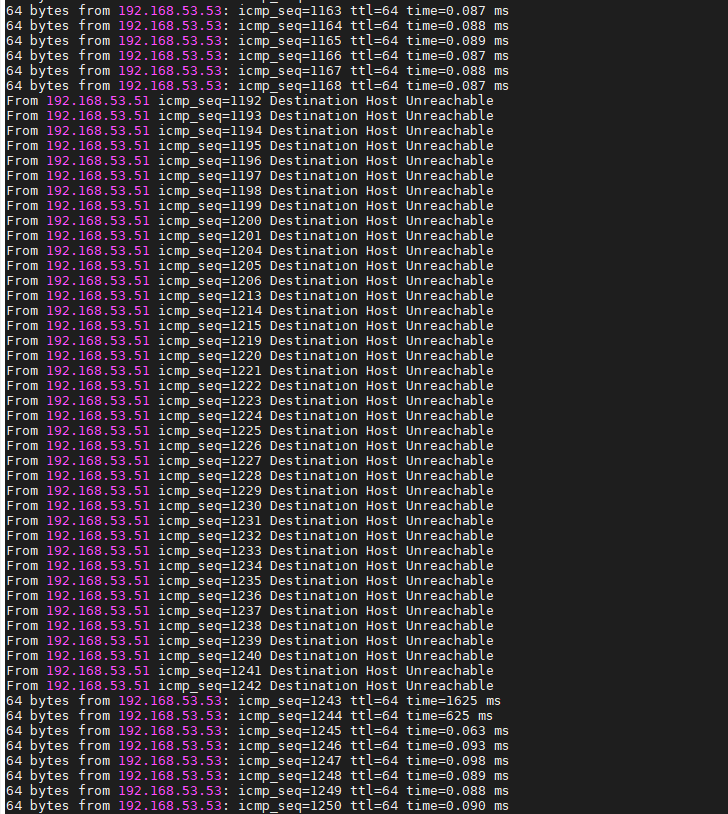 64 bytes from 192.168.53.53: icmp_seq=1163 ttl=64 time=0.087 ms
64 bytes from 192.168.53.53: icmp_seq=1164 ttl=64 time=0.088 ms
64 bytes from 192.168.53.53: icmp_seq=1165 ttl=64 time=0.089 ms
64 bytes from 192.168.53.53: icmp_seq=1166 ttl=64 time=0.087 ms
64 bytes from 192.168.53.53: icmp_seq=1167 ttl=64 time=0.088 ms
64 bytes from 192.168.53.53: icmp_seq=1168 ttl=64 time=0.087 ms
From 192.168.53.51 icmp_seq=1192 Destination Host Unreachable
From 192.168.53.51 icmp_seq=1193 Destination Host Unreachable
From 192.168.53.51 icmp_seq=1194 Destination Host Unreachable
From 192.168.53.51 icmp_seq=1195 Destination Host Unreachable
From 192.168.53.51 icmp_seq=1196 Destination Host Unreachable
From 192.168.53.51 icmp_seq=1197 Destination Host Unreachable
From 192.168.53.51 icmp_seq=1198 Destination Host Unreachable
From 192.168.53.51 icmp_seq=1199 Destination Host Unreachable
From 192.168.53.51 icmp_seq=1200 Destination Host Unreachable
From 192.168.53.51 icmp_seq=1201 Destination Host Unreachable
From 192.168.53.51 icmp_seq=1204 Destination Host Unreachable
From 192.168.53.51 icmp_seq=1205 Destination Host Unreachable
From 192.168.53.51 icmp_seq=1206 Destination Host Unreachable
From 192.168.53.51 icmp_seq=1213 Destination Host Unreachable
From 192.168.53.51 icmp_seq=1214 Destination Host Unreachable
From 192.168.53.51 icmp_seq=1215 Destination Host Unreachable
From 192.168.53.51 icmp_seq=1219 Destination Host Unreachable
From 192.168.53.51 icmp_seq=1220 Destination Host Unreachable
From 192.168.53.51 icmp_seq=1221 Destination Host Unreachable
From 192.168.53.51 icmp_seq=1222 Destination Host Unreachable
From 192.168.53.51 icmp_seq=1223 Destination Host Unreachable
From 192.168.53.51 icmp_seq=1224 Destination Host Unreachable
From 192.168.53.51 icmp_seq=1225 Destination Host Unreachable
From 192.168.53.51 icmp_seq=1226 Destination Host Unreachable
From 192.168.53.51 icmp_seq=1227 Destination Host Unreachable
From 192.168.53.51 icmp_seq=1228 Destination Host Unreachable
From 192.168.53.51 icmp_seq=1229 Destination Host Unreachable
From 192.168.53.51 icmp_seq=1230 Destination Host Unreachable
From 192.168.53.51 icmp_seq=1231 Destination Host Unreachable
From 192.168.53.51 icmp_seq=1232 Destination Host Unreachable
From 192.168.53.51 icmp_seq=1233 Destination Host Unreachable
From 192.168.53.51 icmp_seq=1234 Destination Host Unreachable
From 192.168.53.51 icmp_seq=1235 Destination Host Unreachable
From 192.168.53.51 icmp_seq=1236 Destination Host Unreachable
From 192.168.53.51 icmp_seq=1237 Destination Host Unreachable
From 192.168.53.51 icmp_seq=1238 Destination Host Unreachable
From 192.168.53.51 icmp_seq=1239 Destination Host Unreachable
From 192.168.53.51 icmp_seq=1240 Destination Host Unreachable
From 192.168.53.51 icmp_seq=1241 Destination Host Unreachable
From 192.168.53.51 icmp_seq=1242 Destination Host Unreachable
64 bytes from 192.168.53.53: icmp_seq=1243 ttl=64 time=1625 ms
64 bytes from 192.168.53.53: icmp_seq=1244 ttl=64 time=625 ms
64 bytes from 192.168.53.53: icmp_seq=1245 ttl=64 time=0.063 ms
64 bytes from 192.168.53.53: icmp_seq=1246 ttl=64 time=0.093 ms
64 bytes from 192.168.53.53: icmp_seq=1247 ttl=64 time=0.098 ms
64 bytes from 192.168.53.53: icmp_seq=1248 ttl=64 time=0.089 ms
64 bytes from 192.168.53.53: icmp_seq=1249 ttl=64 time=0.088 ms
64 bytes from 192.168.53.53: icmp_seq=1250 ttl=64 time=0.090 ms